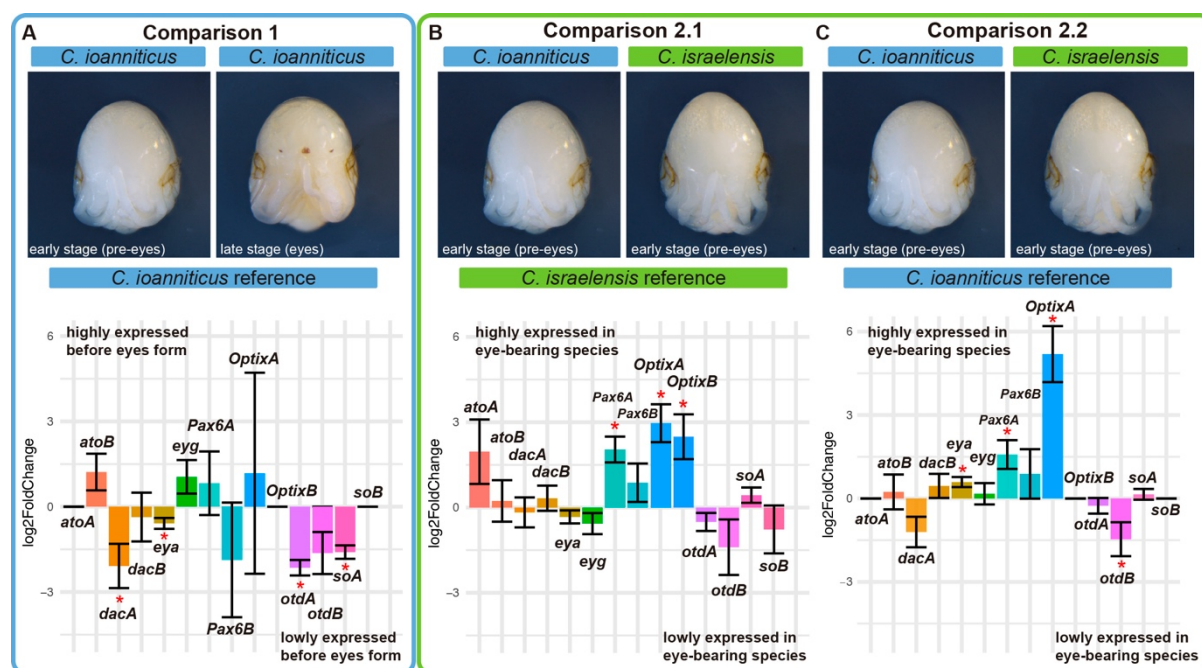 A
Comparison 1
C. ioanniticus
C. ioanniticus
early stage (pre-eyes)
late stage (eyes)
C. ioanniticus reference
highly expressed
before eyes form
6
3
0
−3
log2FoldChange
atoA
atoB
dacA
*
dacB
eya
*
eyg
Pax6A
Pax6B
OptixA
OptixB
otdA
*
otdB
soA
*
soB
lowly expressed
before eyes form
B
Comparison 2.1
C. ioanniticus
C. israelensis
early stage (pre-eyes)
early stage (pre-eyes)
C. israelensis reference
highly expressed in
eye-bearing species
6
3
0
−3
log2FoldChange
atoA
atoB
dacA
dacB
eya
eyg
Pax6A
*
Pax6B
OptixA
*
OptixB
*
otdA
otdB
soA
soB
lowly expressed in
eye-bearing species
C
Comparison 2.2
C. ioanniticus
C. israelensis
early stage (pre-eyes)
early stage (pre-eyes)
C. ioanniticus reference
highly expressed in
eye-bearing species
6
3
0
−3
log2FoldChange
atoA
atoB
dacA
dacB
eya
*
eyg
Pax6A
*
Pax6B
OptixA
*
OptixB
otdA
otdB
*
soA
soB
lowly expressed in
eye-bearing species